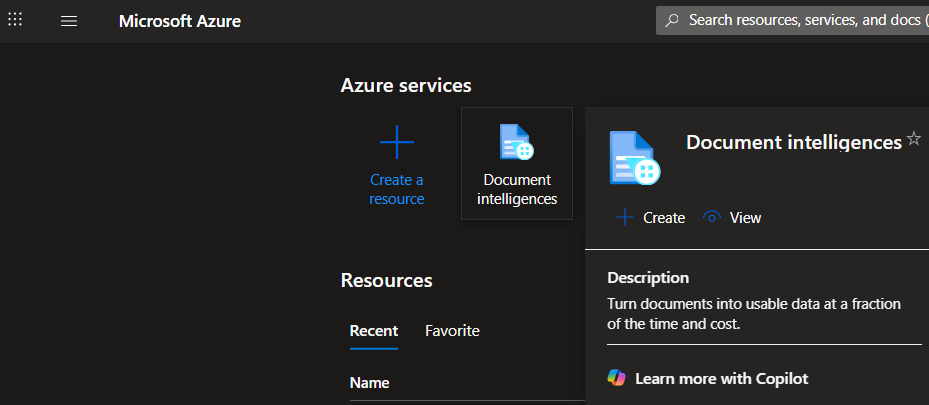 Microsoft Azure
Search resources, services, and docs (
Azure services
Create a
resource
Document
intelligences
Document intelligences
Create
View
Resources
Recent
Favorite
Name
Description
Turn documents into usable data at a fraction
of the time and cost.
Learn more with Copilot